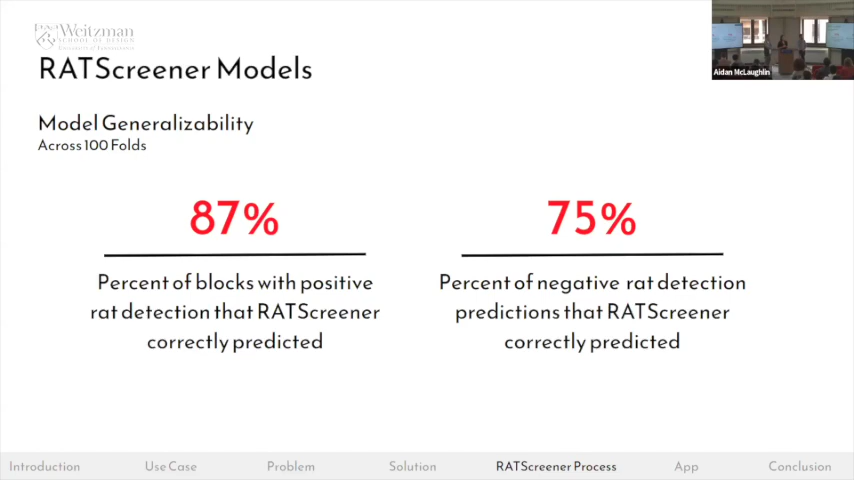 Weitzman
SCHOOL OF DESIGN
UNIVERSITY OF PENNSYLVANIA
RATScreener Models
Aidan McLaughlin
Model Generalizability
Across 100 Folds
87%
Percent of blocks with positive
rat detection that RATScreener
correctly predicted
75%
Percent of negative rat detection
predictions that RATScreener
correctly predicted
Introduction
Use Case
Problem
Solution
RATScreener Process
App
Conclusion